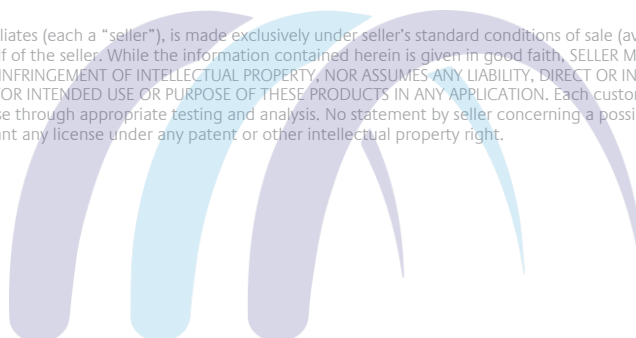 liates (each a “seller”), is made exclusively under seller’s standard conditions of sale (av
lf of the seller. While the information contained herein is given in good faith, SELLER M
INFRINGEMENT OF INTELLECTUAL PROPERTY, NOR ASSUMES ANY LIABILITY, DIRECT OR IN
OR INTENDED USE OR PURPOSE OF THESE PRODUCTS IN ANY APPLICATION. Each custom
se through appropriate testing and analysis. No statement by seller concerning a possi
ant any license under any patent or other intellectual property right.